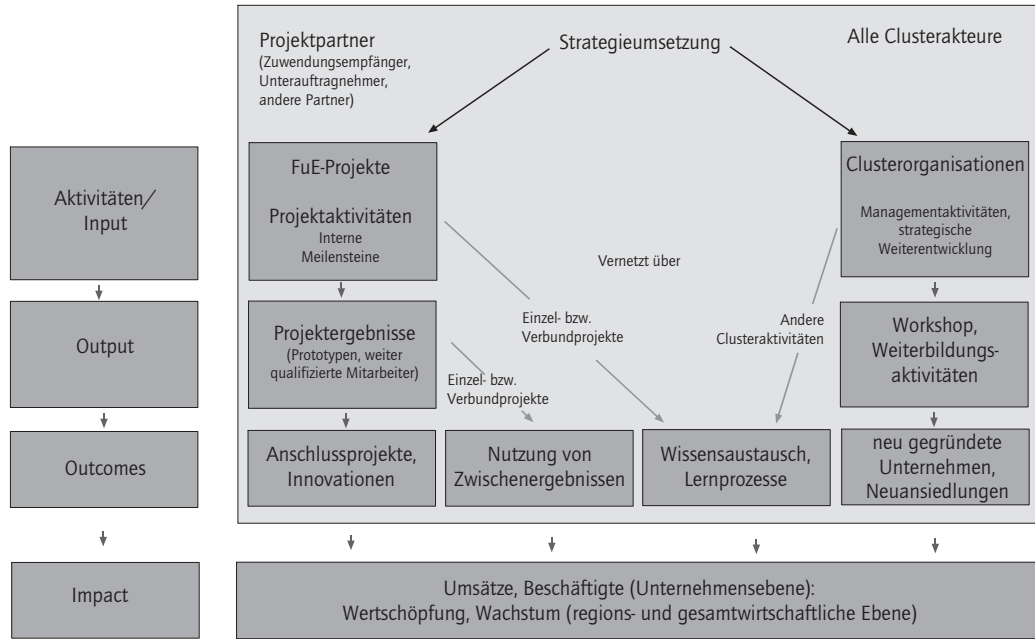 Projektpartner
(Zuwendungsempfänger,
Unterauftragnehmer,
andere Partner)
Strategieumsetzung
Alle Clusterakteure
Aktivitäten/
Input
FuE-Projekte
Projektaktivitäten
Interne
Meilensteine
Clusterorganisationen
Managementaktivitäten,
strategische
Weiterentwicklung
Vernetzt über
Einzel- bzw.
Verbundprojekte
Andere
Clusteraktivitäten
Output
Projektergebnisse
(Prototypen, weiter
qualifizierte Mitarbeiter)
Einzel- bzw.
Verbundprojekte
Workshop,
Weiterbildungs-
aktivitäten
Outcomes
Anschlussprojekte,
Innovationen
Nutzung von
Zwischenergebnissen
Wissensaustausch,
Lernprozesse
neu gegründete
Unternehmen,
Neuansiedlungen
Impact
Umsätze, Beschäftigte (Unternehmensebene):
Wertschöpfung, Wachstum (regions- und gesamtwirtschaftliche Ebene)